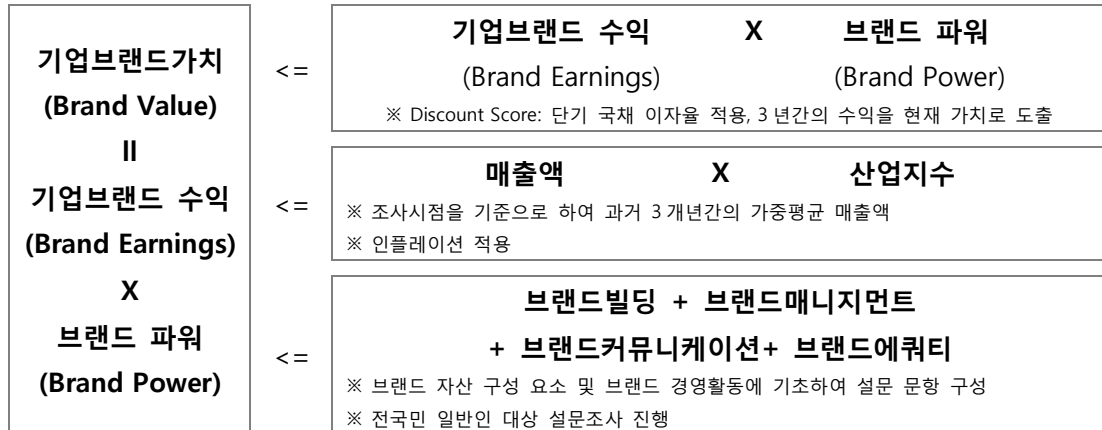 기업브랜드가치
(Brand Value)
II
기업브랜드 수익
(Brand Earnings)
X
브랜드 파워
(Brand Power)
<=
기업브랜드 수익 X 브랜드 파워
(Brand Earnings) (Brand Power)
※ Discount Score: 단기 국채 이자율 적용, 3 년간의 수익을 현재 가치로 도출
<=
매출액 X 산업지수
※ 조사시점을 기준으로 하여 과거 3 개년간의 가중평균 매출액
※ 인플레이션 적용
<=
브랜드빌딩 + 브랜드매니지먼트
+ 브랜드커뮤니케이션+ 브랜드에쿼티
※ 브랜드 자산 구성 요소 및 브랜드 경영활동에 기초하여 설문 문항 구성
※ 전국민 일반인 대상 설문조사 진행